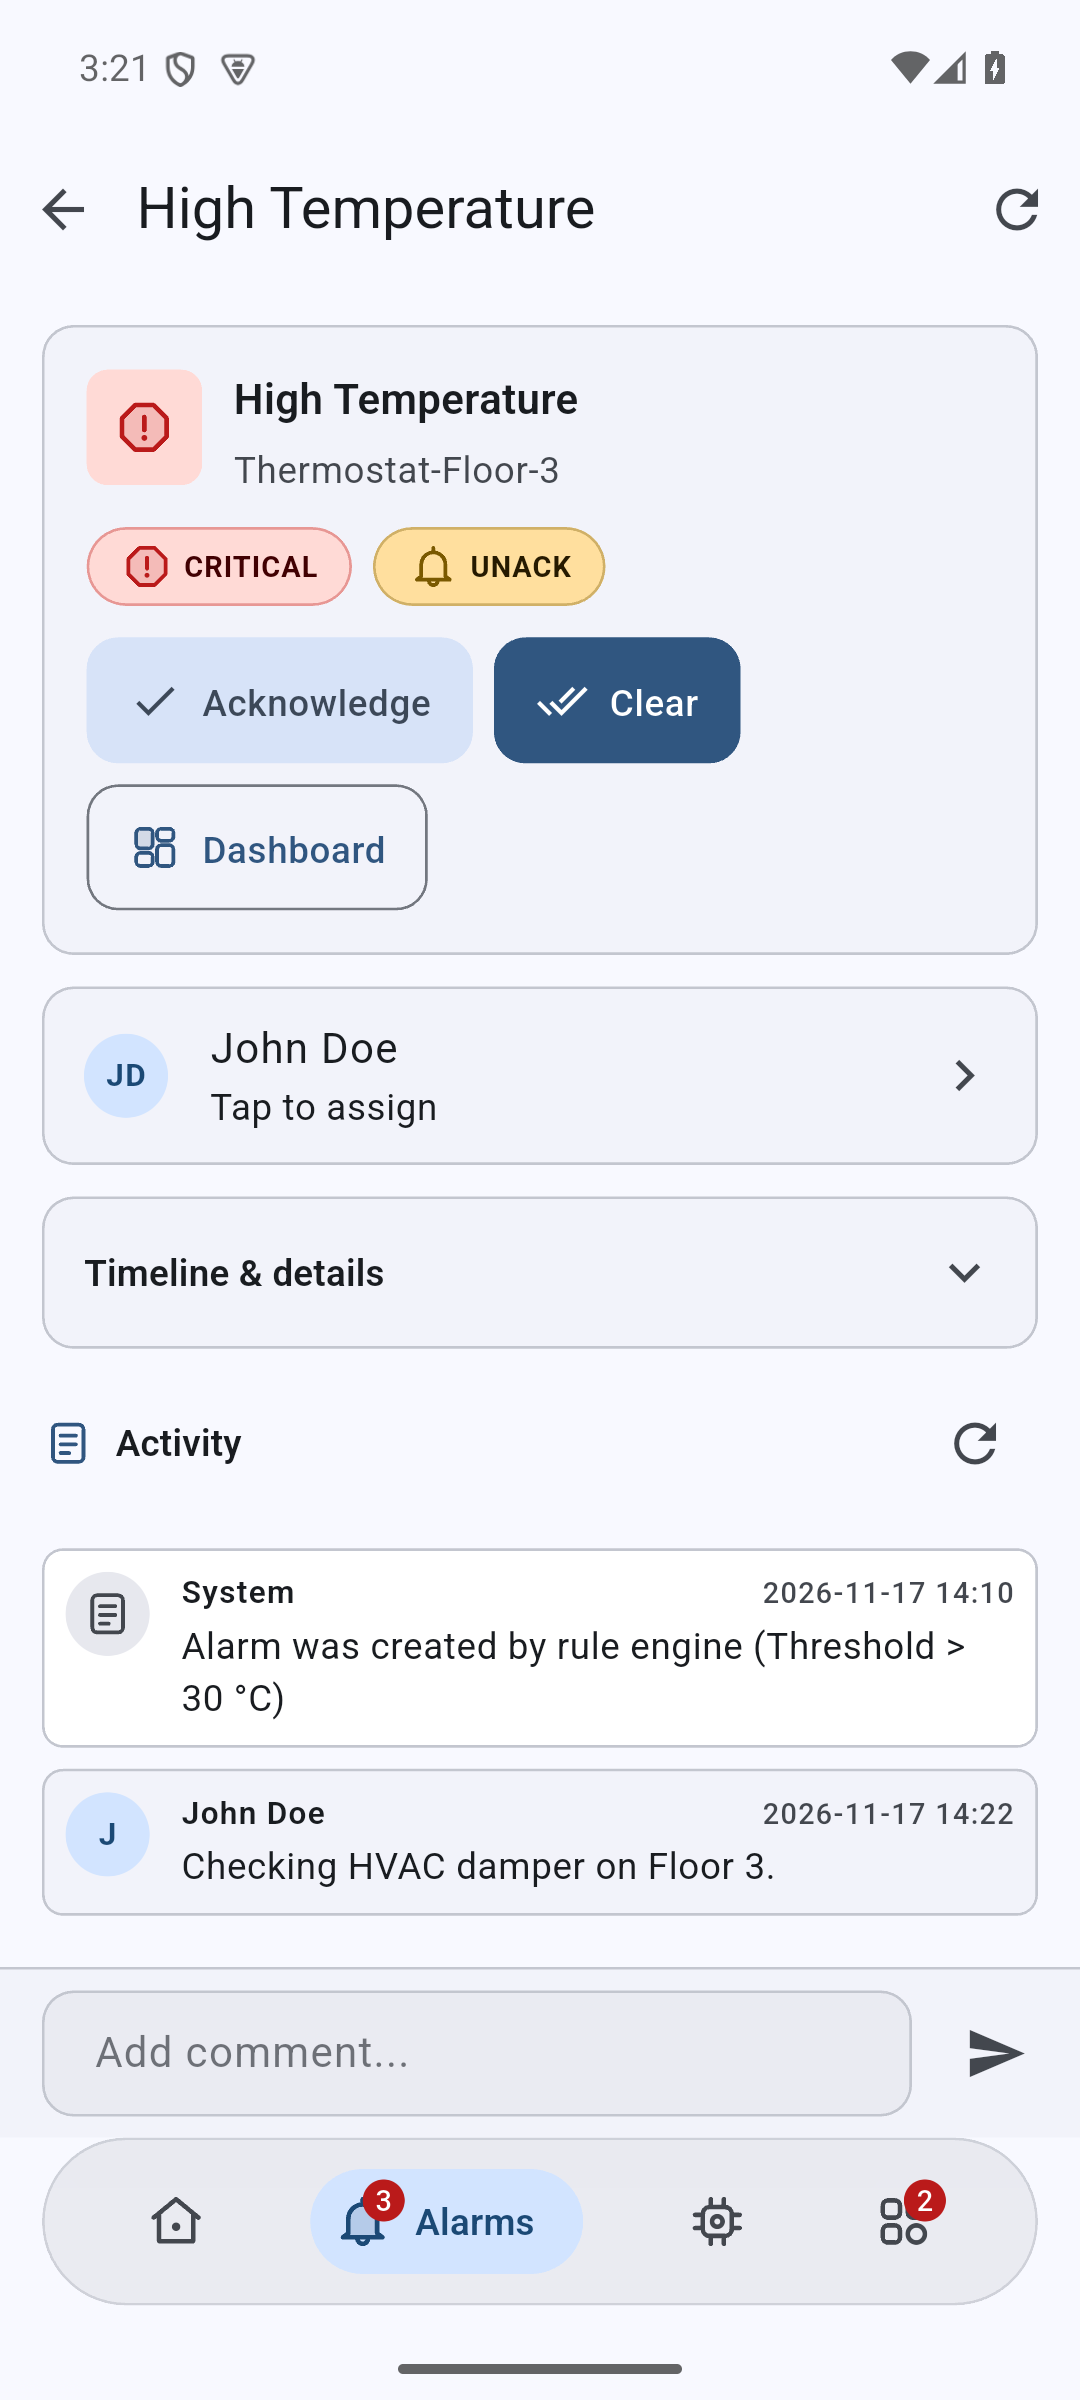 3:21
High Temperature
High Temperature
Thermostat-Floor-3
CRITICAL
UNACK
Acknowledge
Clear
Dashboard
JD
John Doe
Tap to assign
Timeline & details
Activity
System
2026-11-17 14:10
Alarm was created by rule engine (Threshold >
30 °C)
J
John Doe
2026-11-17 14:22
Checking HVAC damper on Floor 3.
Add comment...
3
Alarms
2